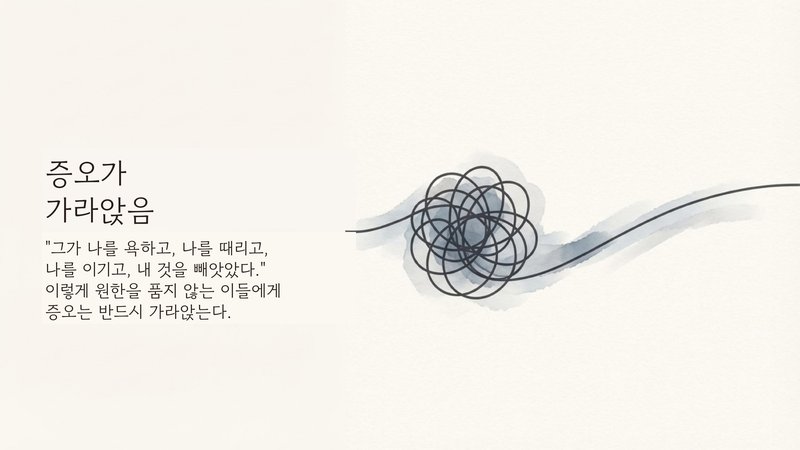 증오가
가라앉음
"그가 나를 욕하고, 나를 때리고,
나를 이기고, 내 것을 빼앗았다."
이렇게 원한을 품지 않는 이들에게
증오는 반드시 가라앉는다.